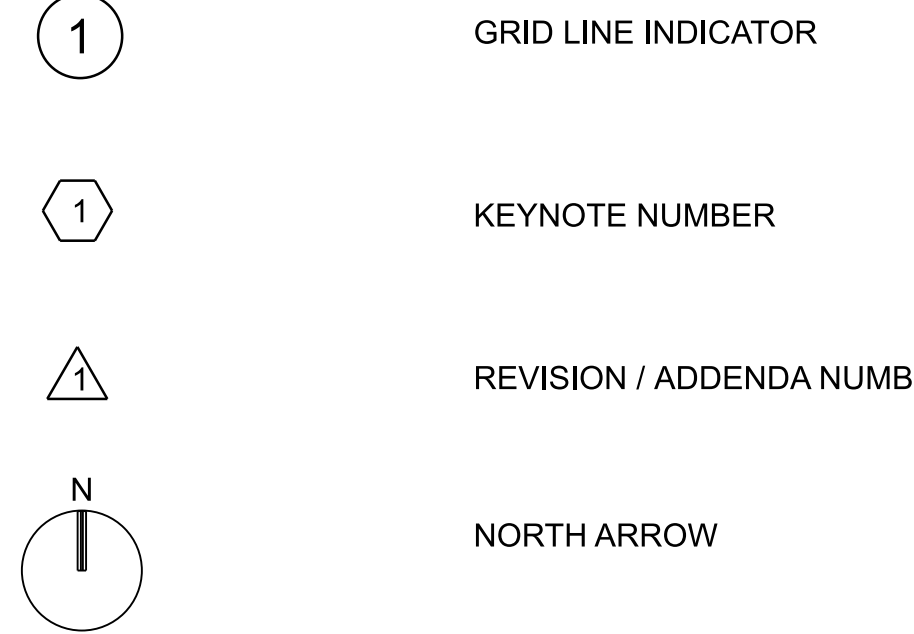 1 GRID LINE INDICATOR
1 KEYNOTE NUMBER
1 REVISION / ADDENDA NUMB
N
NORTH ARROW